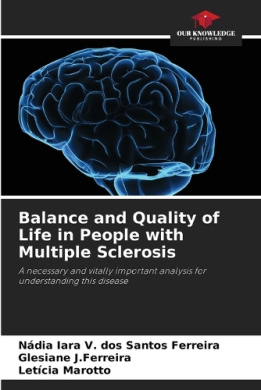 OUR KNOWLEDGE
PUBLISHING
Balance and Quality of
Life in People with
Multiple Sclerosis
A necessary and vitally important analysis for
understanding this disease
Nádia Iara V. dos Santos Ferreira
Glesiane J.Ferreira
Letícia Marotto